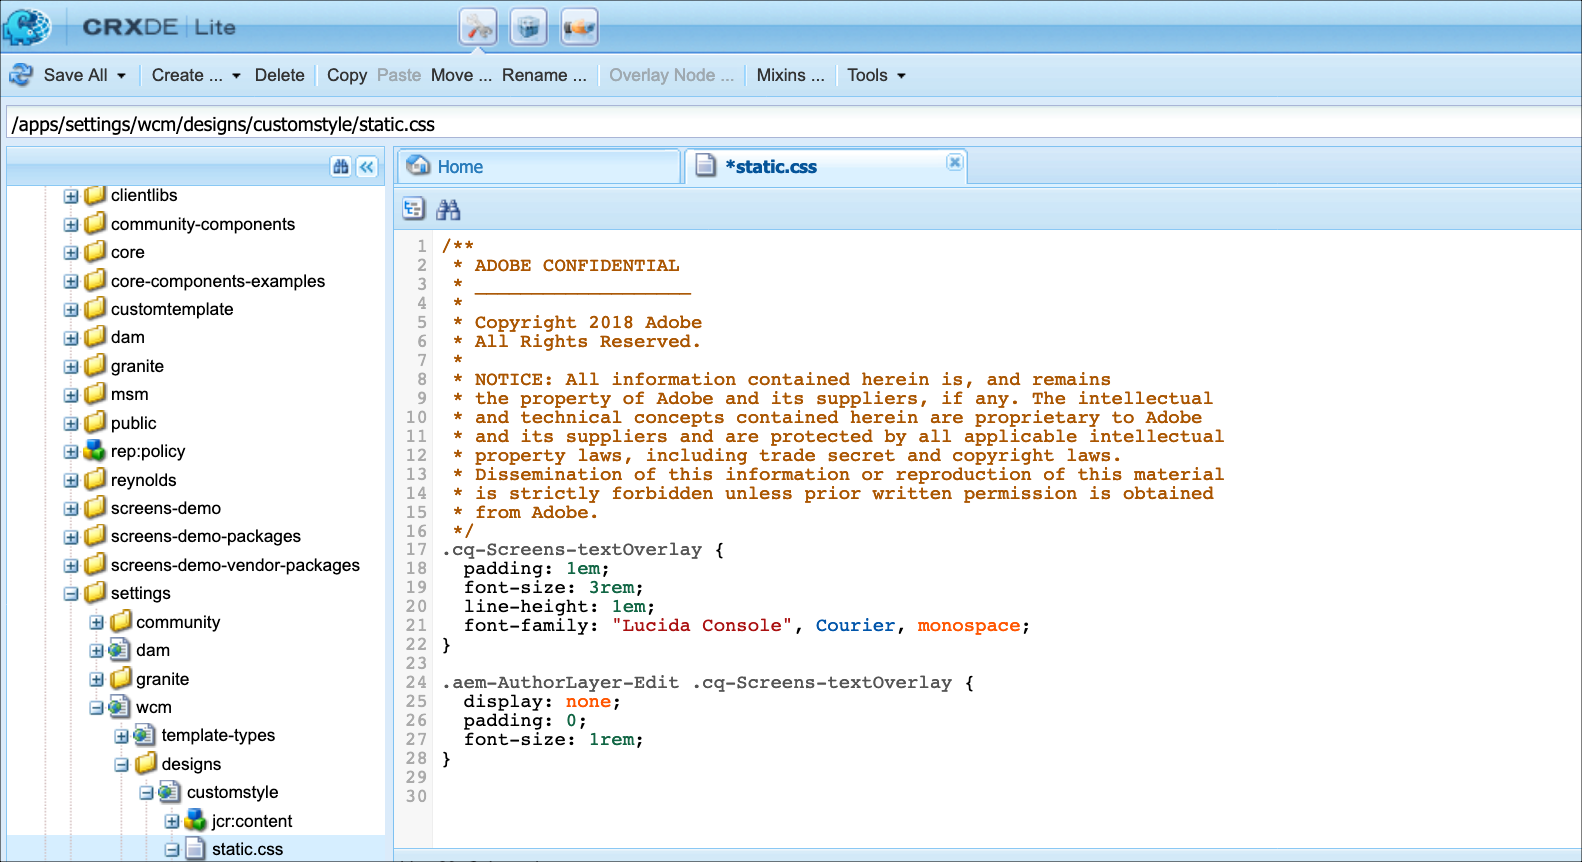 CRXDE | Lite
Save All
Create ...
Delete
Copy
Paste
Move ...
Rename ...
Overlay Node ...
Mixins ...
Tools
/apps/settings/wcm/designs/customstyle/static.css
clientlibs
community-components
core
core-components-examples
customtemplate
dam
granite
msm
public
rep:policy
reynolds
screens-demo
screens-demo-packages
screens-demo-vendor-packages
settings
community
dam
granite
wcm
template-types
designs
customstyle
jcr:content
static.css
Home
*static.css
1 /**
2  * ADOBE CONFIDENTIAL
3  * ___________________
4  *
5  * Copyright 2018 Adobe
6  * All Rights Reserved.
7  *
8  * NOTICE: All information contained herein is, and remains
9  * the property of Adobe and its suppliers, if any. The intellectual
10  * and technical concepts contained herein are proprietary to Adobe
11  * and its suppliers and are protected by all applicable intellectual
12  * property laws, including trade secret and copyright laws.
13  * Dissemination of this information or reproduction of this material
14  * is strictly forbidden unless prior written permission is obtained
15  * from Adobe.
16  */
17 .cq-Screens-textOverlay {
18   padding: 1em;
19   font-size: 3rem;
20   line-height: 1em;
21   font-family: "Lucida Console", Courier, monospace;
22 }
23
24 .aem-AuthorLayer-Edit .cq-Screens-textOverlay {
25   display: none;
26   padding: 0;
27   font-size: 1rem;
28 }
29
30